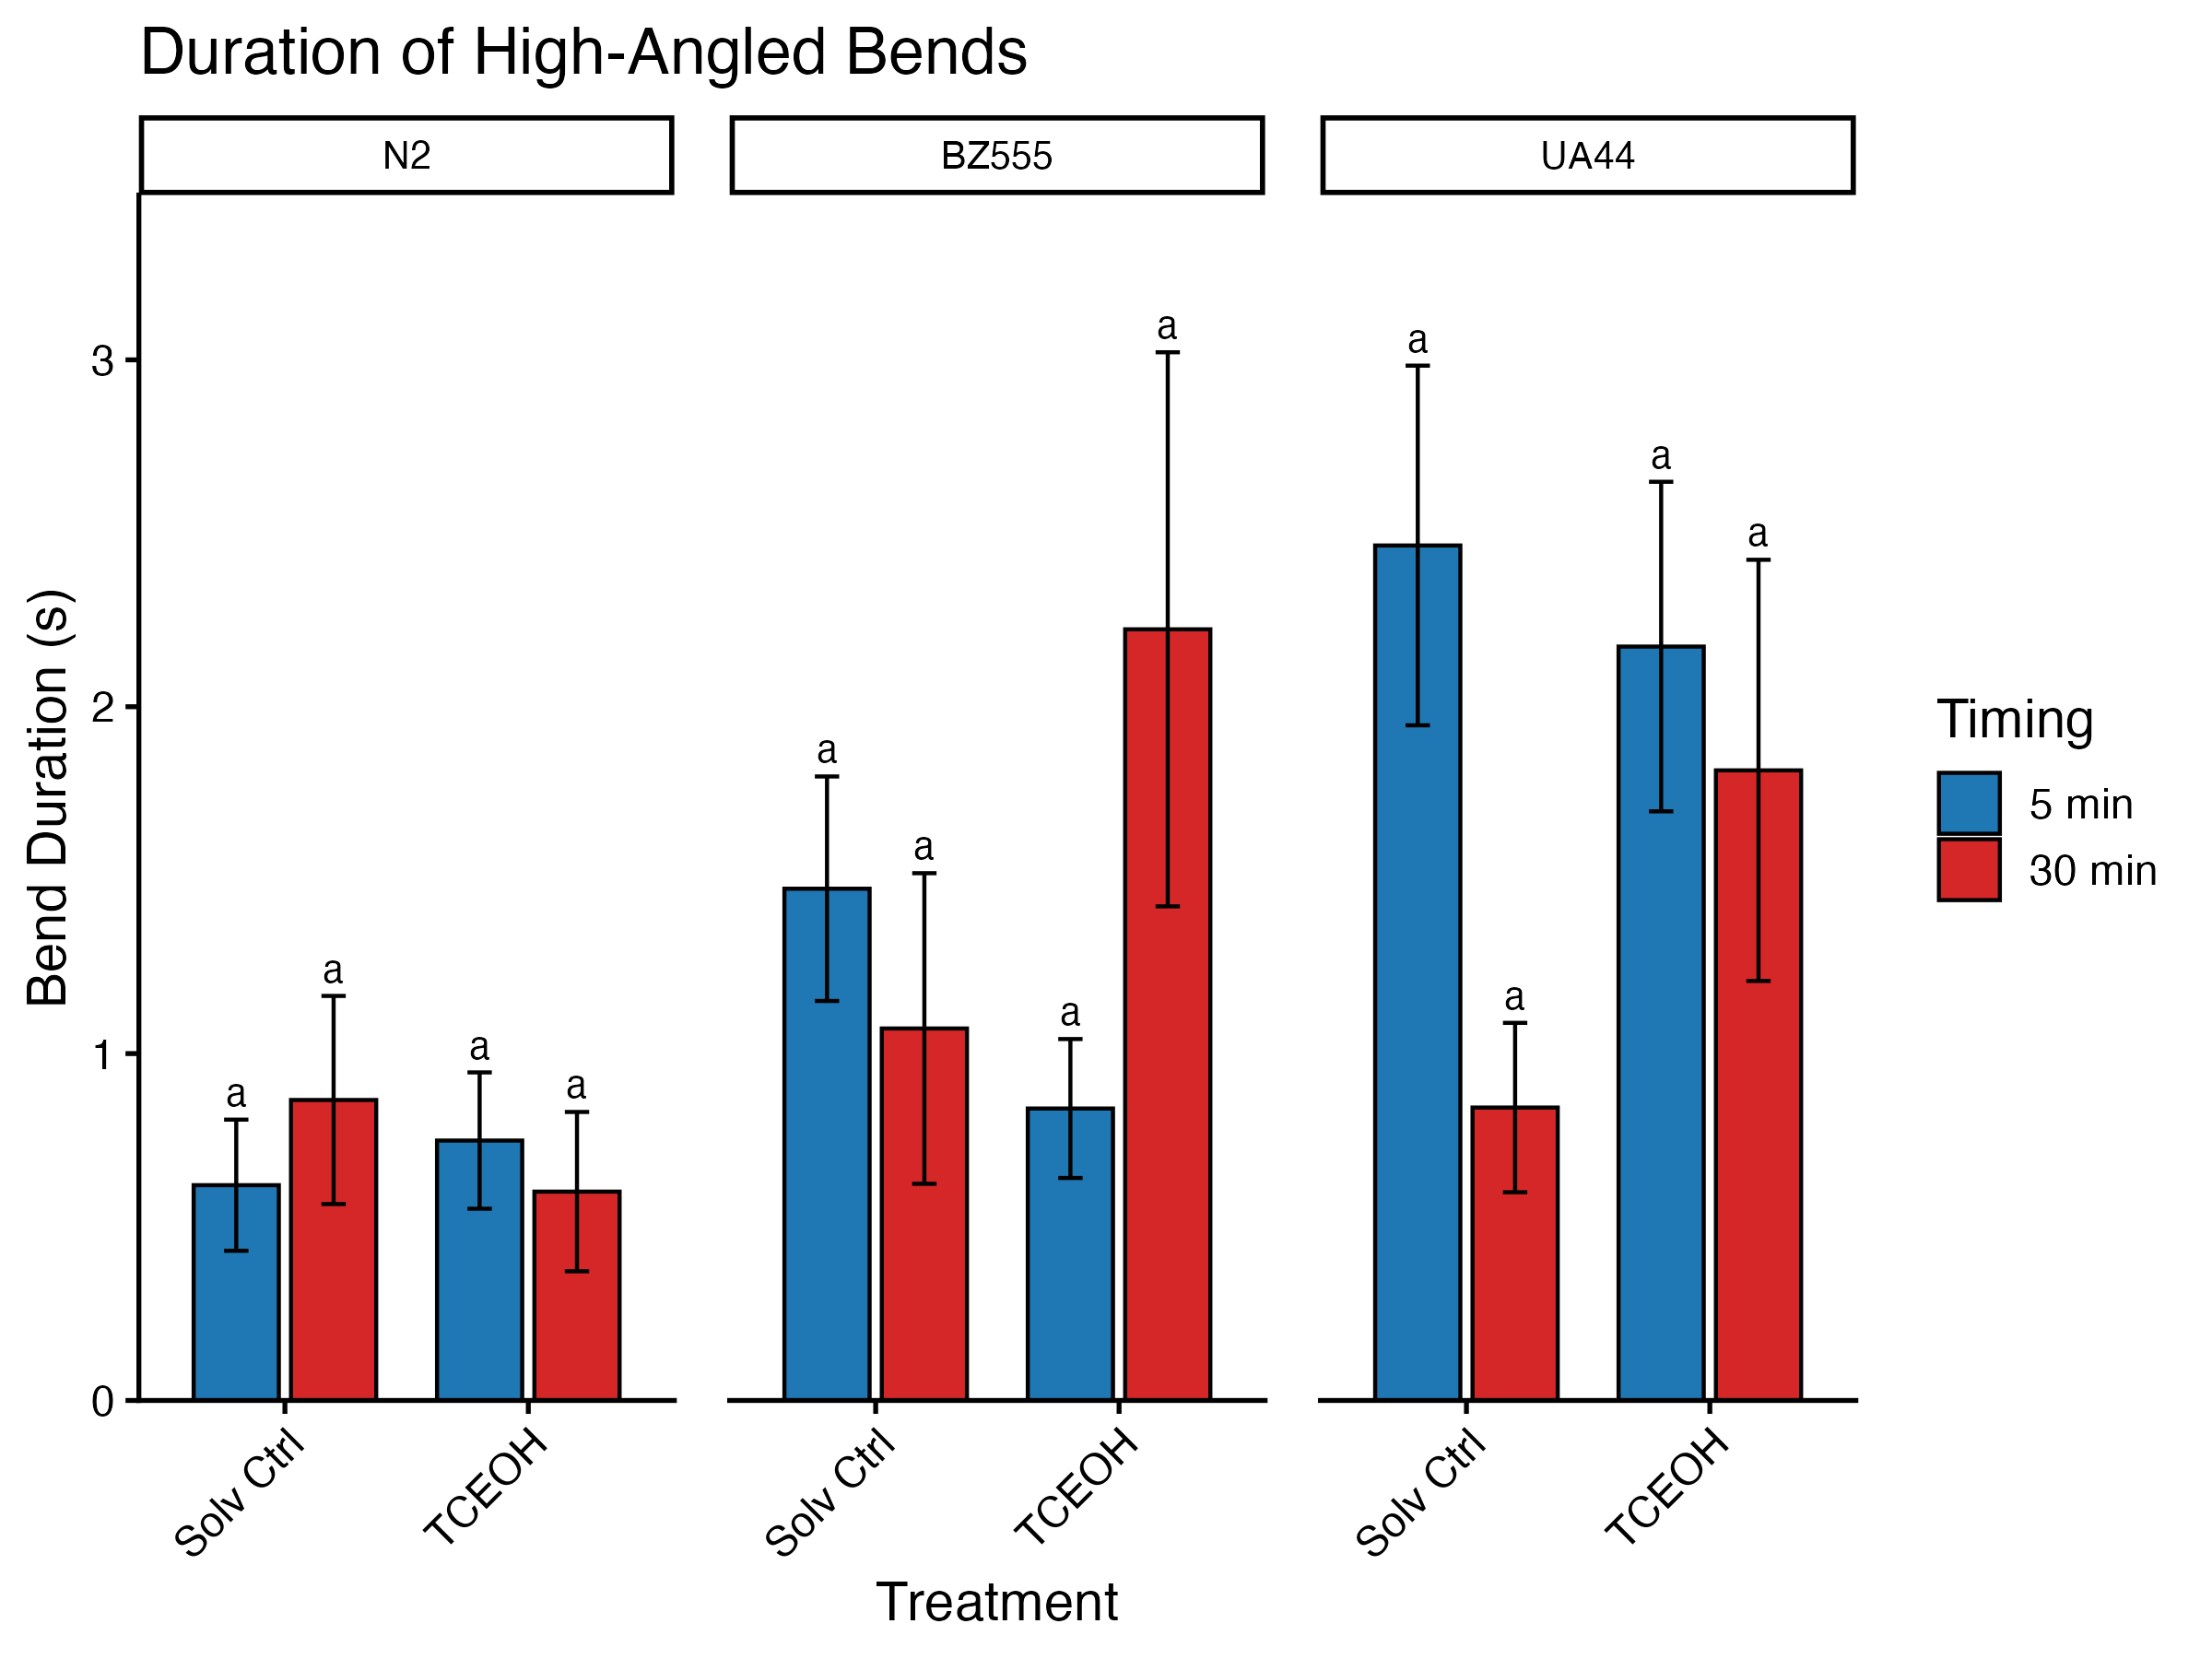 Duration of High-Angled Bends
N2 BZ555 UA44
Bend Duration (s)
3
2
1
0
a a a a a a a a a a a a
Solv Ctrl TCEOH Solv Ctrl TCEOH Solv Ctrl TCEOH
Treatment
Timing
5 min
30 min